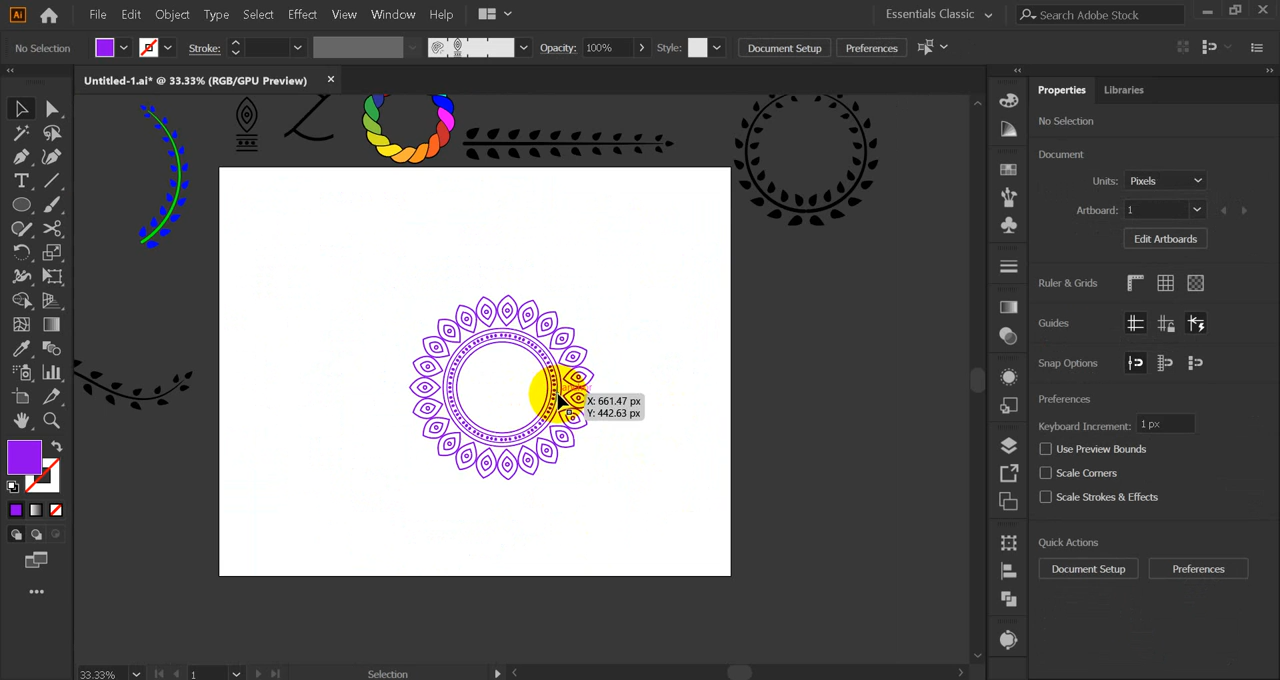 Ai
File Edit Object Type Select Effect View Window Help
Essentials Classic
Search Adobe Stock
No Selection
Stroke:
Opacity: 100%
Style:
Document Setup
Preferences
Untitled-1.ai* @ 33.33% (RGB/GPU Preview)
Properties
Libraries
No Selection
Document
Units: Pixels
Artboard: 1
Edit Artboards
Ruler & Grids
Guides
Snap Options
X: 661.47 px
Y: 442.63 px
Preferences
Keyboard Increment: 1 px
Use Preview Bounds
Scale Corners
Scale Strokes & Effects
Quick Actions
Document Setup
Preferences
33.33%
1
Selection